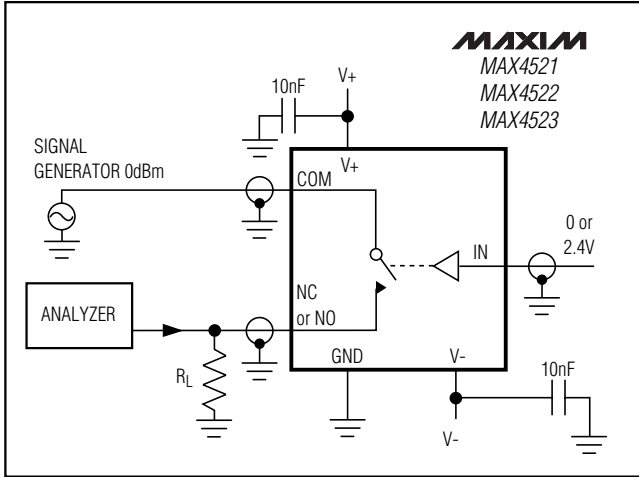 MAXIM
MAX4521
MAX4522
MAX4523
V+
10nF
V+
SIGNAL
GENERATOR 0dBm
COM
0 or
2.4V
IN
NC
or NO
ANALYZER
GND
V-
10nF
RL
V-